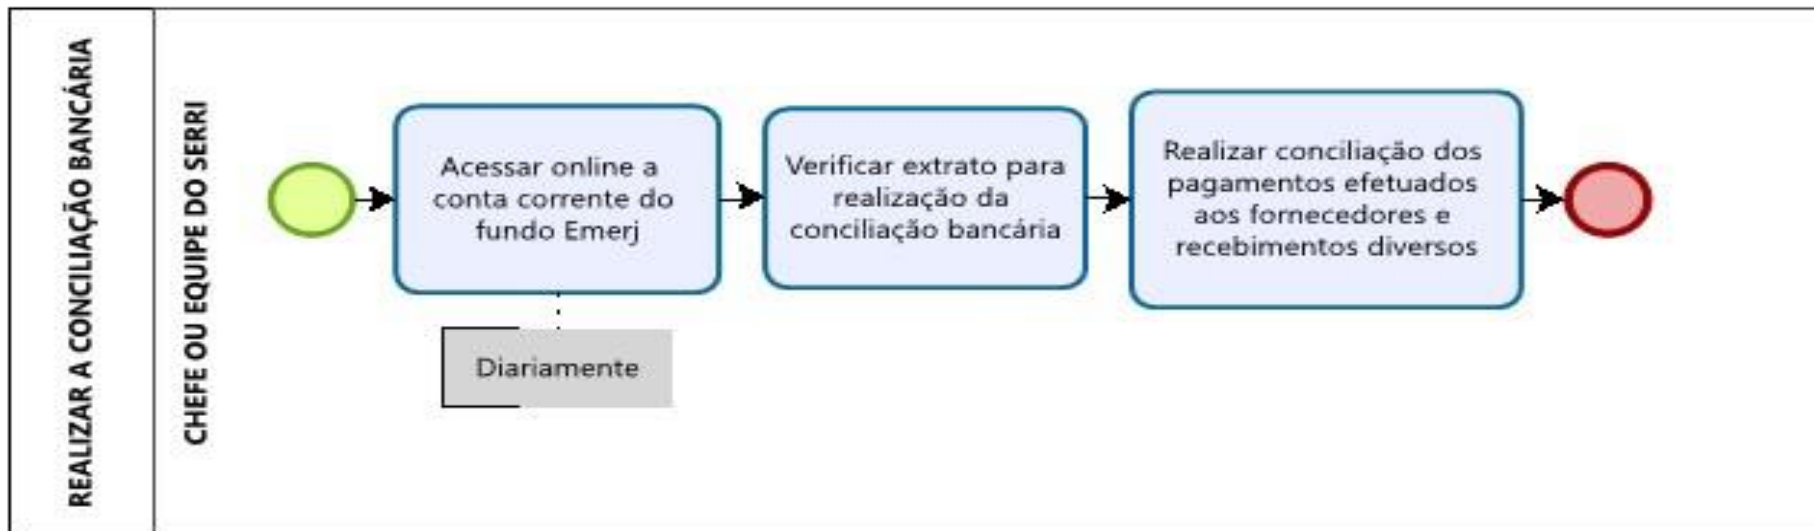 REALIZAR A CONCILIAÇÃO BANCÁRIA
CHEFE OU EQUIPE DO SERRI
Acessar online a
conta corrente do
fundo Emerj
Diariamente
Verificar extrato para
realização da
conciliação bancária
Realizar conciliação dos
pagamentos efetuados
aos fornecedores e
recebimentos diversos